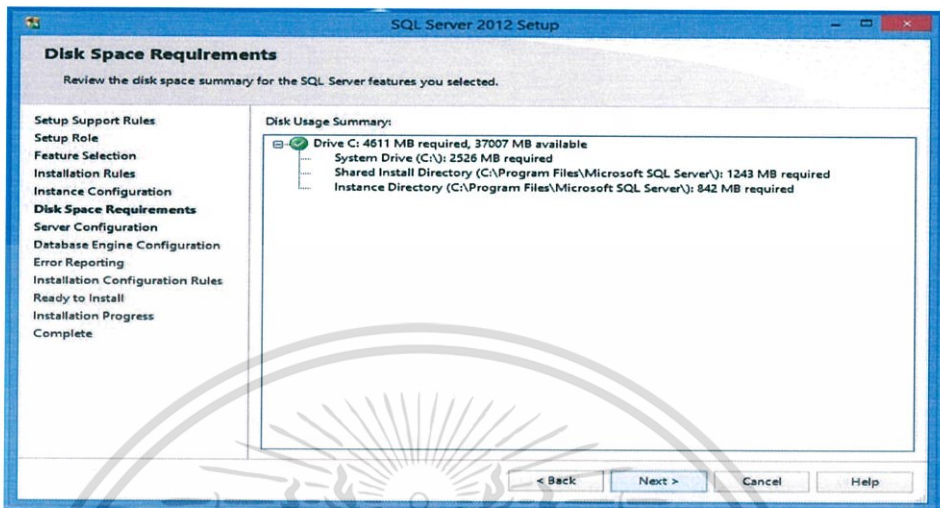 SQL Server 2012 Setup
Disk Space Requirements
Review the disk space summary for the SQL Server features you selected.
Setup Support Rules
Setup Role
Feature Selection
Installation Rules
Instance Configuration
Disk Space Requirements
Server Configuration
Database Engine Configuration
Error Reporting
Installation Configuration Rules
Ready to Install
Installation Progress
Complete
Disk Usage Summary:
Drive C: 4611 MB required, 37007 MB available
System Drive (C:\): 2526 MB required
Shared Install Directory (C:\Program Files\Microsoft SQL Server\): 1243 MB required
Instance Directory (C:\Program Files\Microsoft SQL Server\): 842 MB required
< Back
Next >
Cancel
Help